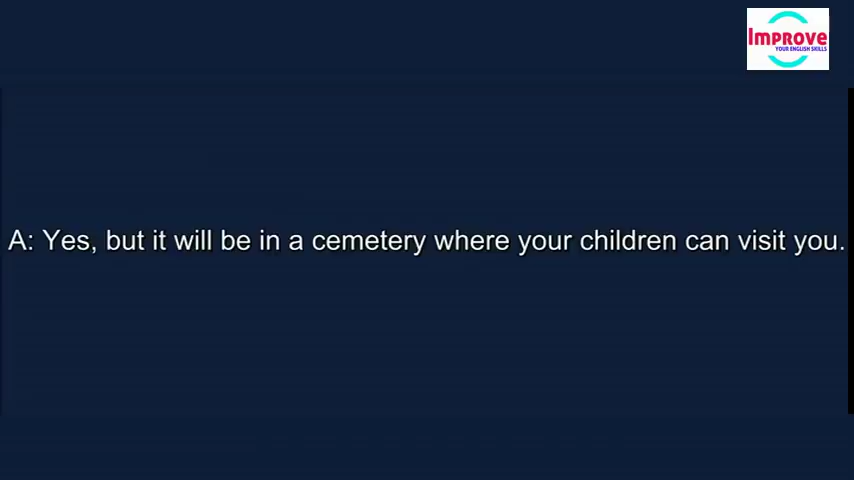 Improve
YOUR ENGLISH SKILLS
A: Yes, but it will be in a cemetery where your children can visit you.